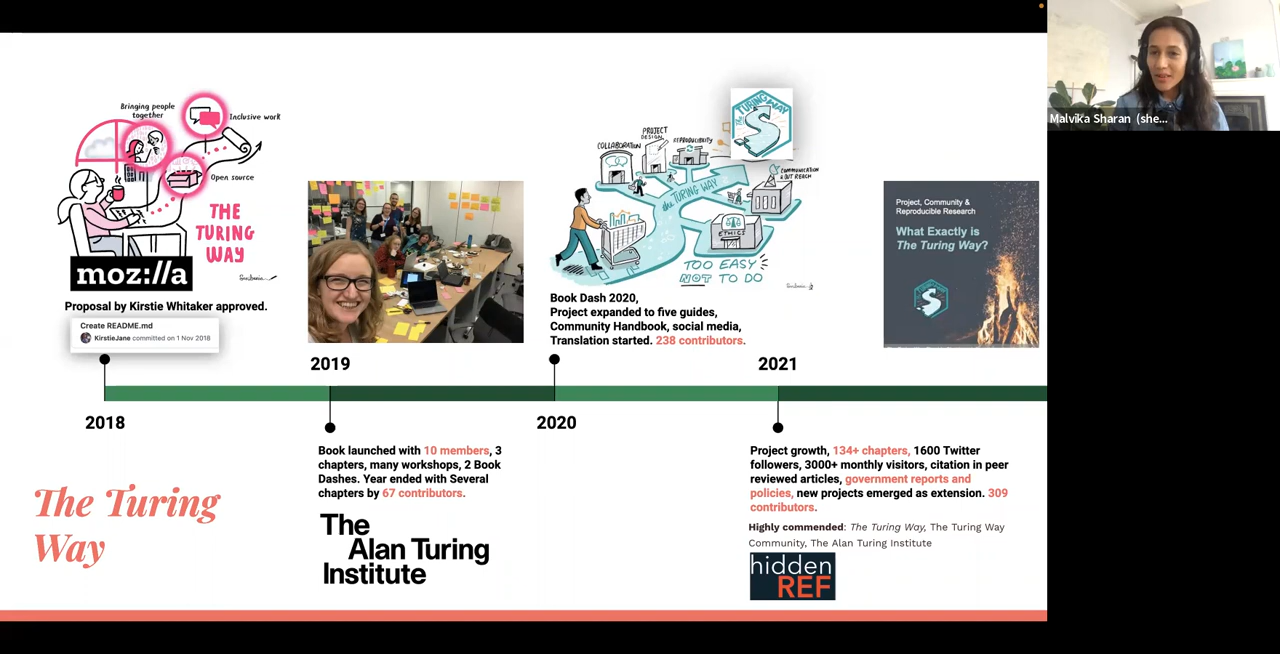 Bringing people
together
Inclusive work
Open source
THE
TURING
WAY
moz://a
Proposal by Kirstie Whitaker approved.
Create README.md
KirstieJane committed on 1 Nov 2018
2018
2019
Book launched with 10 members, 3
chapters, many workshops, 2 Book
Dashes. Year ended with Several
chapters by 67 contributors.
The
Alan Turing
Institute
COLLABORATION
PROJECT
DESIGN
REPRODUCIBILITY
The TURING WAY
COMMUNICATION
& OUTREACH
the TURING WAY
ETHICS
TOO EASY
NOT TO DO
Book Dash 2020,
Project expanded to five guides,
Community Handbook, social media,
Translation started. 238 contributors.
2020
2021
Project, Community &
Reproducible Research
What Exactly is
The Turing Way?
Project growth, 134+ chapters, 1600 Twitter
followers, 3000+ monthly visitors, citation in peer
reviewed articles, government reports and
policies, new projects emerged as extension. 309
contributors.
Highly commended: The Turing Way, The Turing Way
Community, The Alan Turing Institute
hidden
REF
The Turing
Way
Malvika Sharan (she...